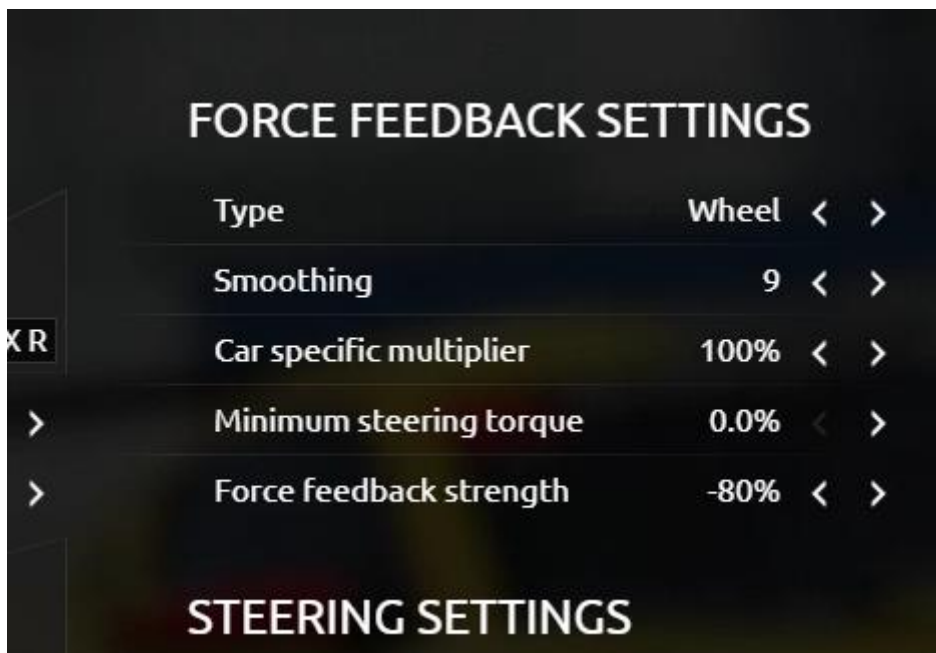 FORCE FEEDBACK SETTINGS
Type Wheel < >
Smoothing 9 < >
X R
Car specific multiplier 100% < >
> Minimum steering torque 0.0% < >
> Force feedback strength -80% < >
STEERING SETTINGS